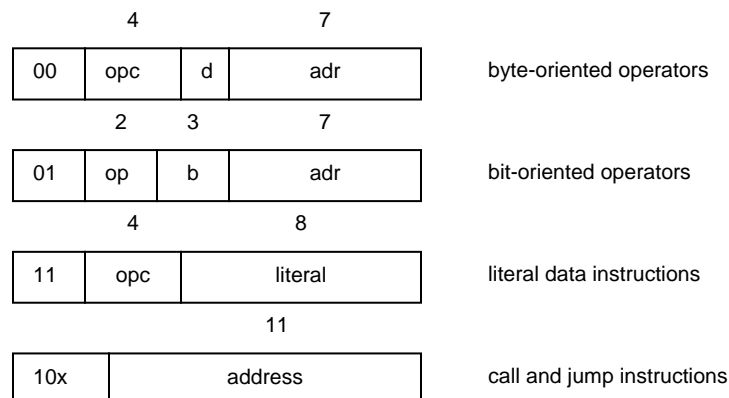 4 7
00 opc d adr byte-oriented operators
2 3 7
01 op b adr bit-oriented operators
4 8
11 opc literal literal data instructions
11
10x address call and jump instructions